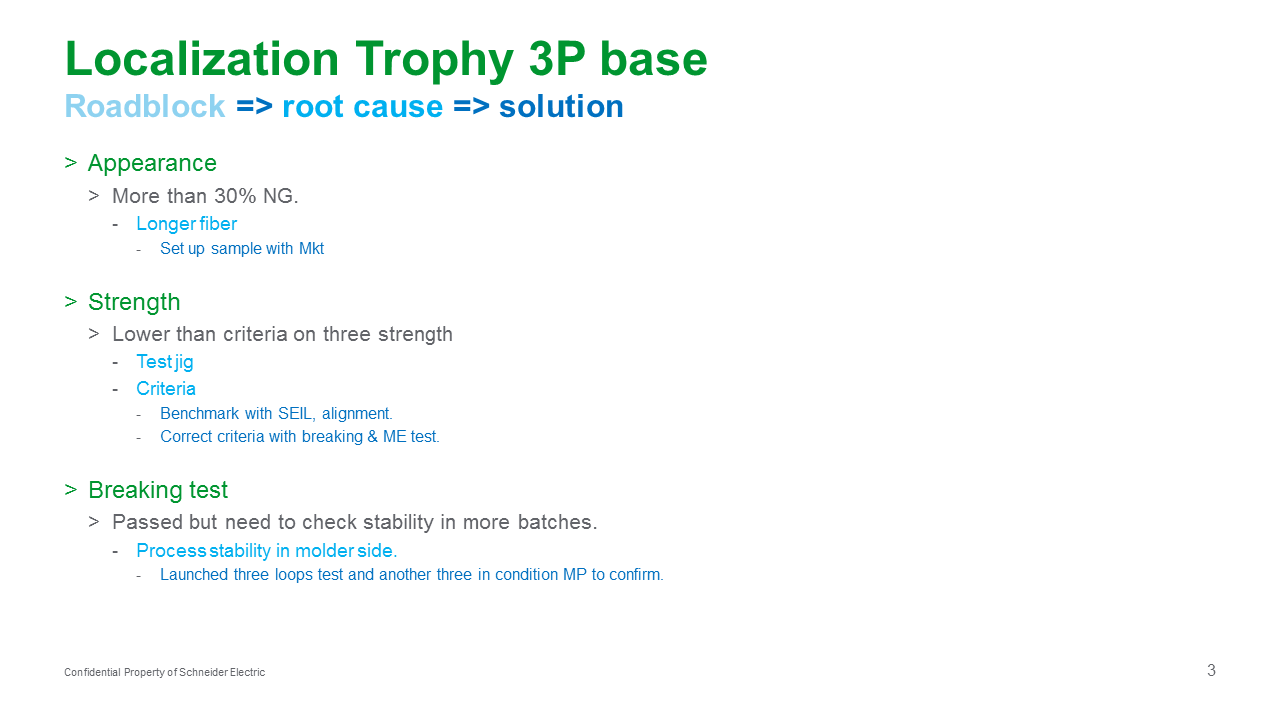 Localization Trophy 3P base
Roadblock => root cause => solution
> Appearance
> More than 30% NG.
- Longer fiber
- Set up sample with Mkt
> Strength
> Lower than criteria on three strength
- Test jig
- Criteria
- Benchmark with SEIL, alignment.
- Correct criteria with breaking & ME test.
> Breaking test
> Passed but need to check stability in more batches.
- Process stability in molder side.
- Launched three loops test and another three in condition MP to confirm.
Confidential Property of Schneider Electric
3